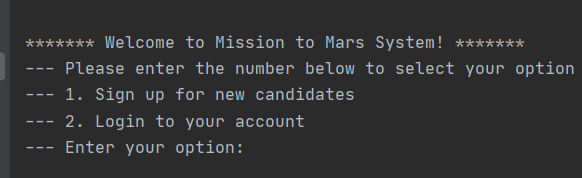 ******* Welcome to Mission to Mars System! *******
--- Please enter the number below to select your option
--- 1. Sign up for new candidates
--- 2. Login to your account
--- Enter your option: